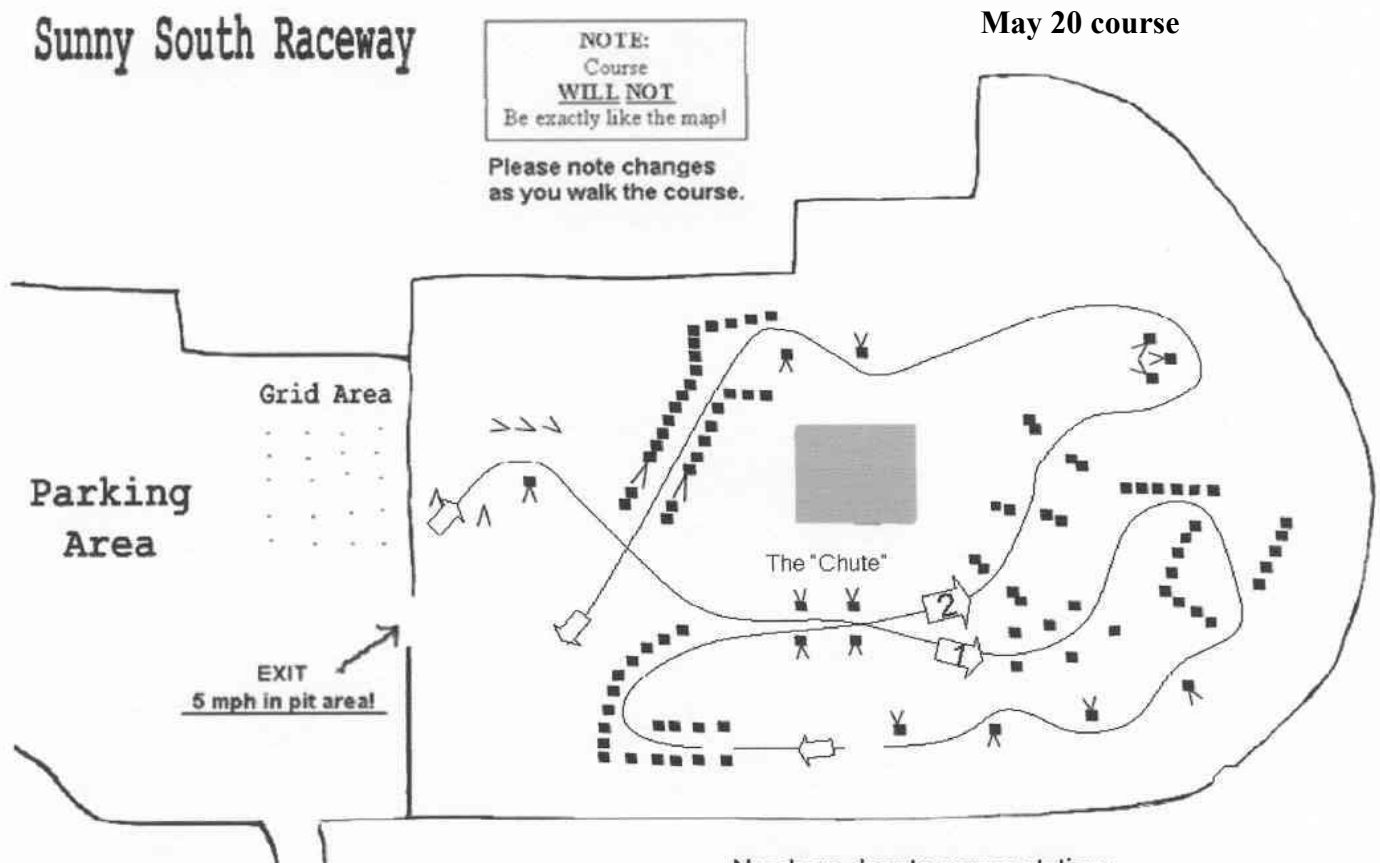 Sunny South Raceway
May 20 course
NOTE:
Course
WILL NOT
Be exactly like the map!
Please note changes
as you walk the course.
Grid Area
Parking
Area
The "Chute"
2
1
EXIT
5 mph in pit area!